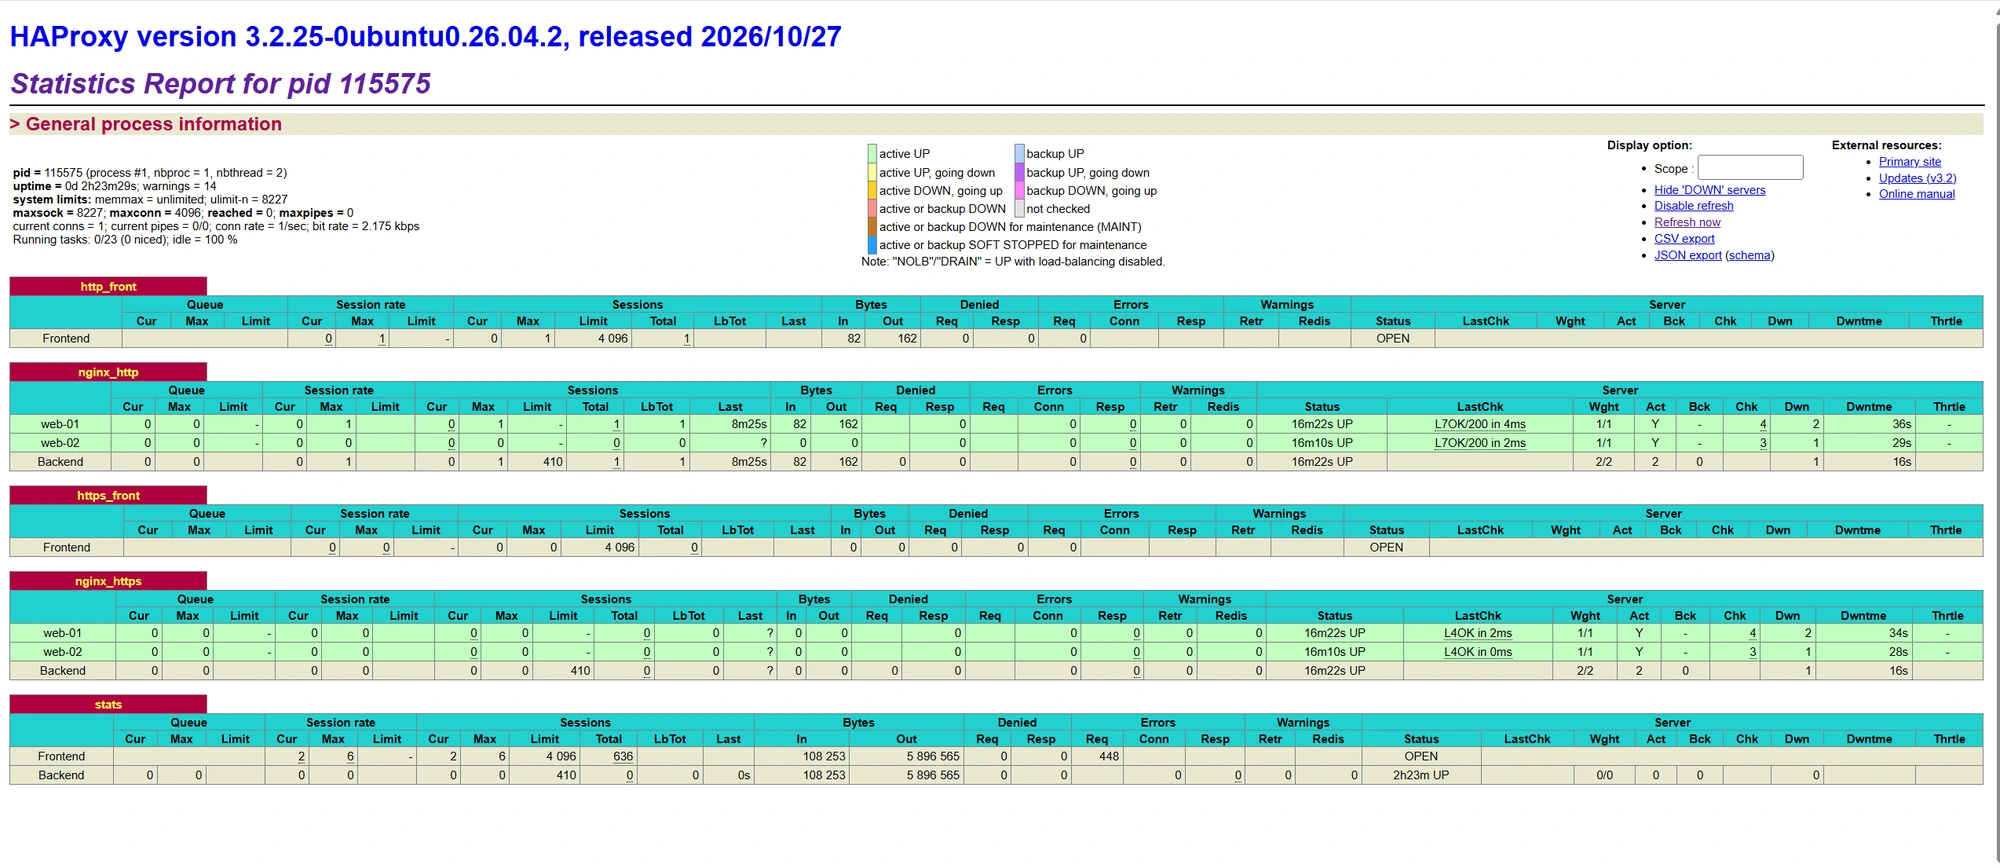 HAProxy version 3.2.25-0ubuntu0.26.04.2, released 2026/10/27
Statistics Report for pid 115575
> General process information
pid = 115575 (process #1, nbproc = 1, nbthread = 2)
uptime = 0d 2h23m29s; warnings = 14
system limits: memmax = unlimited; ulimit-n = 8227
maxsock = 8227; maxconn = 4096; reached = 0; maxpipes = 0
current conns = 1; current pipes = 0/0; conn rate = 1/sec; bit rate = 2.175 kbps
Running tasks: 0/23 (0 niced); idle = 100 %
active UP backup UP
active UP, going down backup UP, going down
active DOWN, going up backup DOWN, going up
active or backup DOWN not checked
active or backup DOWN for maintenance (MAINT)
active or backup SOFT STOPPED for maintenance
Note: "NOLB"/"DRAIN" = UP with load-balancing disabled.
Display option:
Scope :
Hide 'DOWN' servers
Disable refresh
Refresh now
CSV export
JSON export (schema)
External resources:
Primary site
Updates (v3.2)
Online manual
http_front
Queue Session rate Sessions Bytes Denied Errors Warnings Server
Cur Max Limit Cur Max Limit Cur Max Limit Total LbTot Last In Out Req Resp Req Conn Resp Retr Redis Status LastChk Wght Act Bck Chk Dwn Dwntme Thrtle
Frontend 0 1 - 0 1 4 096 1 82 162 0 0 0 OPEN
nginx_http
Queue Session rate Sessions Bytes Denied Errors Warnings Server
Cur Max Limit Cur Max Limit Cur Max Limit Total LbTot Last In Out Req Resp Req Conn Resp Retr Redis Status LastChk Wght Act Bck Chk Dwn Dwntme Thrtle
web-01 0 0 - 0 1 0 1 - 1 1 8m25s 82 162 0 0 0 0 0 16m22s UP L7OK/200 in 4ms 1/1 Y - 4 2 36s -
web-02 0 0 - 0 0 0 0 - 0 0 ? 0 0 0 0 0 0 0 16m10s UP L7OK/200 in 2ms 1/1 Y - 3 1 29s -
Backend 0 0 0 1 0 1 410 1 1 8m25s 82 162 0 0 0 0 0 0 16m22s UP 2/2 2 0 1 16s
https_front
Queue Session rate Sessions Bytes Denied Errors Warnings Server
Cur Max Limit Cur Max Limit Cur Max Limit Total LbTot Last In Out Req Resp Req Conn Resp Retr Redis Status LastChk Wght Act Bck Chk Dwn Dwntme Thrtle
Frontend 0 0 - 0 0 4 096 0 0 0 0 0 0 OPEN
nginx_https
Queue Session rate Sessions Bytes Denied Errors Warnings Server
Cur Max Limit Cur Max Limit Cur Max Limit Total LbTot Last In Out Req Resp Req Conn Resp Retr Redis Status LastChk Wght Act Bck Chk Dwn Dwntme Thrtle
web-01 0 0 - 0 0 0 0 - 0 0 ? 0 0 0 0 0 0 0 16m22s UP L4OK in 2ms 1/1 Y - 4 2 34s -
web-02 0 0 - 0 0 0 0 - 0 0 ? 0 0 0 0 0 0 0 16m10s UP L4OK in 0ms 1/1 Y - 3 1 28s -
Backend 0 0 0 0 0 0 410 0 0 ? 0 0 0 0 0 0 0 0 16m22s UP 2/2 2 0 1 16s
stats
Queue Session rate Sessions Bytes Denied Errors Warnings Server
Cur Max Limit Cur Max Limit Cur Max Limit Total LbTot Last In Out Req Resp Req Conn Resp Retr Redis Status LastChk Wght Act Bck Chk Dwn Dwntme Thrtle
Frontend 2 6 - 2 6 4 096 636 108 253 5 896 565 0 0 448 OPEN
Backend 0 0 0 0 0 0 410 0 0 0s 108 253 5 896 565 0 0 0 0 0 0 2h23m UP 0/0 0 0 0